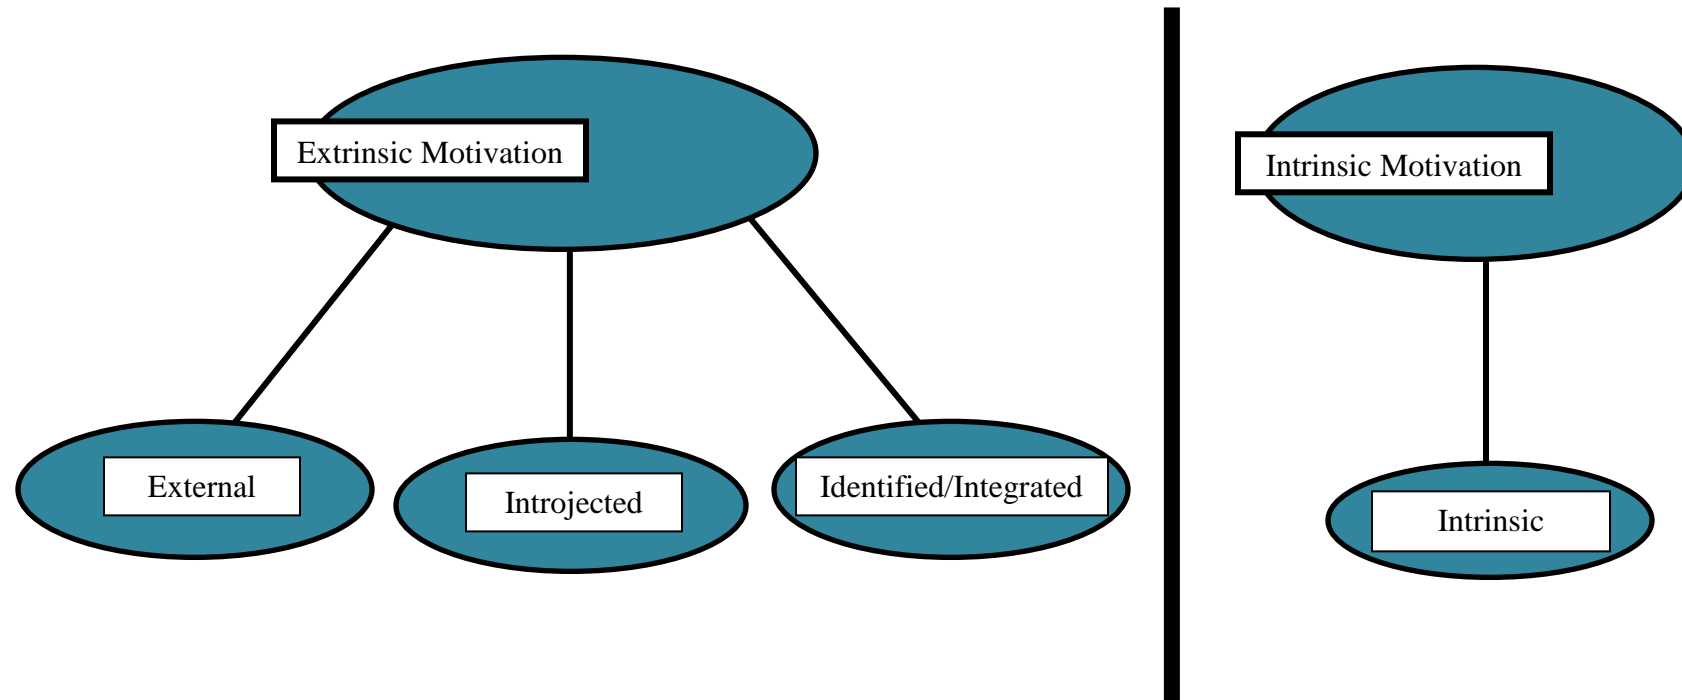 Extrinsic Motivation
Intrinsic Motivation
External
Introjected
Identified/Integrated
Intrinsic